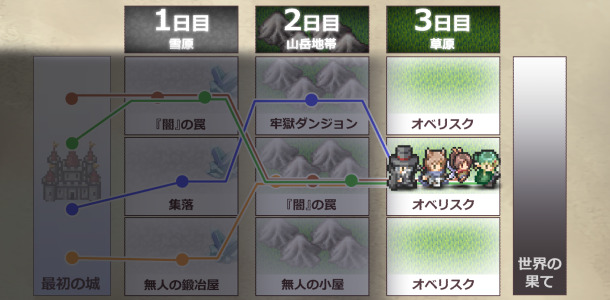 1日目
雪原
2日目
山岳地帯
3日目
草原
『闇』の罠
牢獄ダンジョン
オベリスク
集落
『闇』の罠
オベリスク
最初の城
無人の鍛冶屋
無人の小屋
オベリスク
世界の
果て